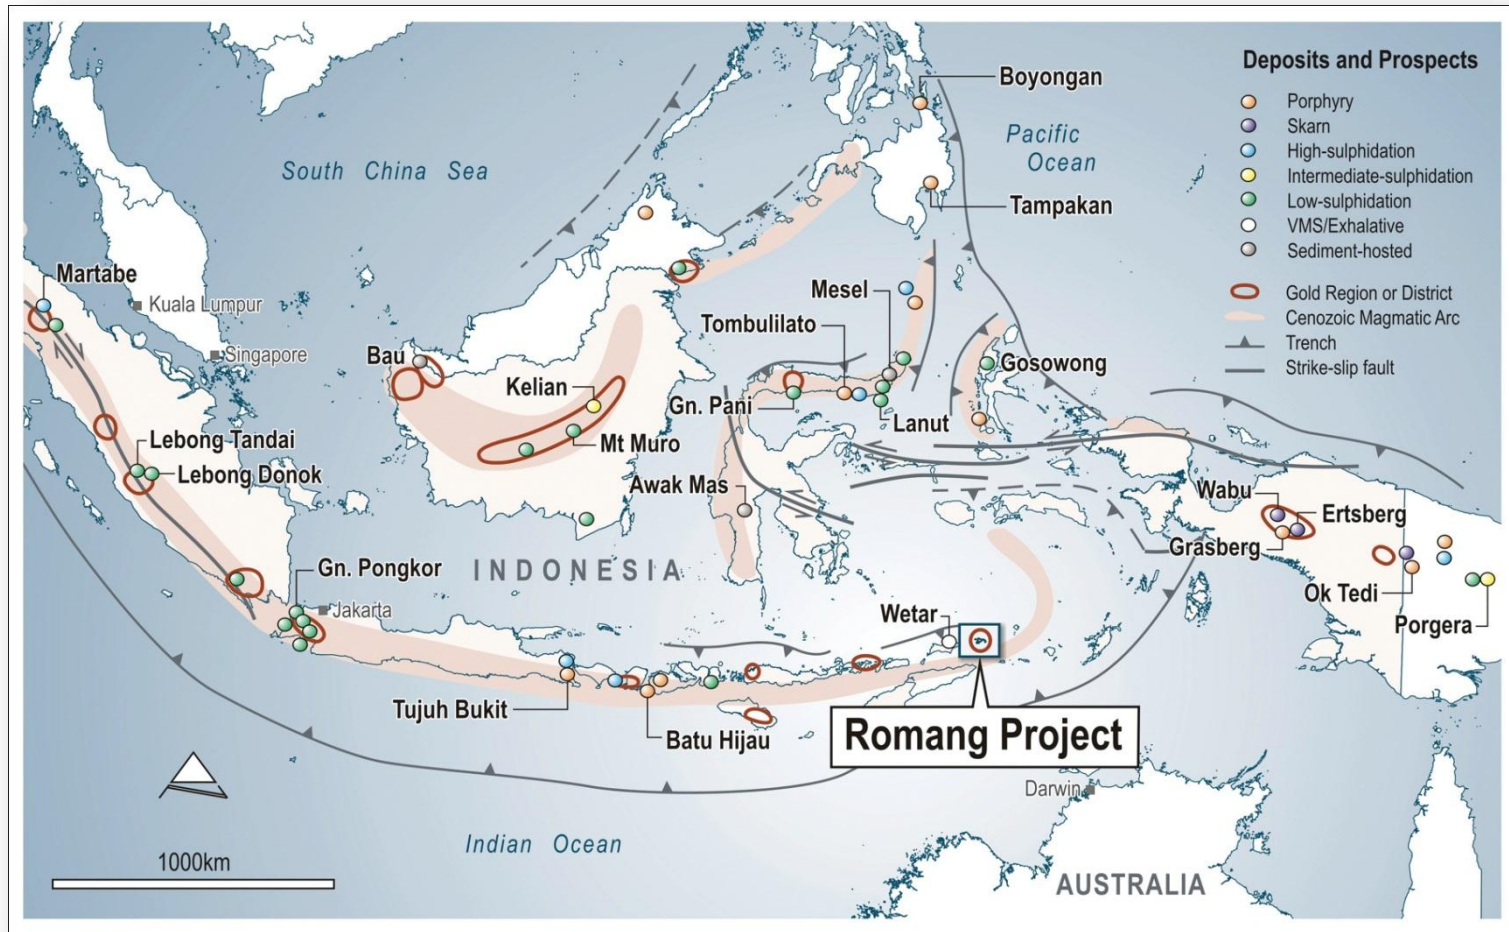 Boyongan
Pacific
Ocean
South China Sea
Tampakan
Deposits and Prospects
Porphyry
Skarn
High-sulphidation
Intermediate-sulphidation
Low-sulphidation
VMS/Exhalative
Sediment-hosted
Gold Region or District
Cenozoic Magmatic Arc
Trench
Strike-slip fault
Martabe
Kuala Lumpur
Singapore
Mesel
Tombulilato
Bau
Kelian
Gosowong
Gn. Pani
Lanut
Mt Muro
Lebong Tandai
Lebong Donok
Awak Mas
Wabu
Ertsberg
Grasberg
INDONESIA
Gn. Pongkor
Jakarta
Ok Tedi
Wetar
Porgera
Tujuh Bukit
Batu Hijau
Romang Project
Darwin
Indian Ocean
1000km
AUSTRALIA